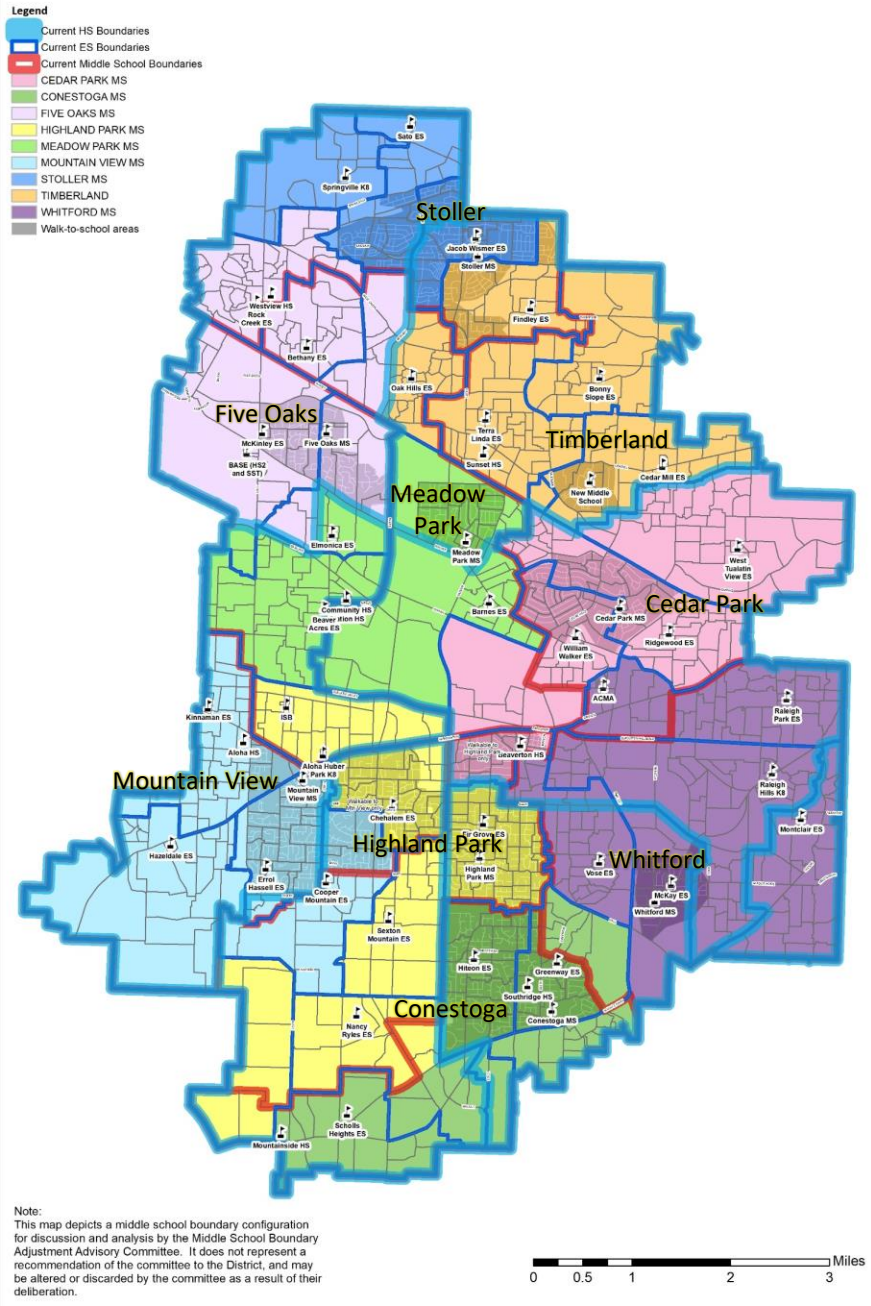 Legend
Current HS Boundaries
Current ES Boundaries
Current Middle School Boundaries
CEDAR PARK MS
CONESTOGA MS
FIVE OAKS MS
HIGHLAND PARK MS
MEADOW PARK MS
MOUNTAIN VIEW MS
STOLLER MS
TIMBERLAND
WHITFORD MS
Walk-to-school areas
Sato ES
Springville K8
Stoller
Jacob Wismer ES
Stoller MS
Westview HS
Rock
Creek ES
Findley ES
Bethany ES
Oak Hills ES
Bonny
Slope ES
Five Oaks
McKinley ES
Five Oaks MS
BASE (HS2
and SST)
Terra
Linda ES
Sunset HS
Timberland
Cedar Mill ES
New Middle
School
Meadow
Park
Elmonica ES
Meadow
Park MS
West
Tualatin
View ES
Community HS
Beaver
Acres ES
Barnes ES
Cedar Park MS
Cedar Park
William
Walker ES
Ridgewood ES
ACMA
Raleigh
Park ES
Kinnaman ES
ISB
Aloha HS
Aloha Huber
Park K8
Walkable to
Highland Park
only
Beaverton HS
Mountain View
Mountain
View MS
Raleigh
Hills K8
Chehalem ES
Montclair ES
Hazeldale ES
Highland Park
Fir Grove ES
Highland
Park MS
Whitford
Vose ES
McKay ES
Whitford MS
Errol
Hassell ES
Cooper
Mountain ES
Sexton
Mountain ES
Hiteon ES
Greenway ES
Southridge HS
Conestoga MS
Conestoga
Nancy
Ryles ES
Scholls
Heights ES
Mountainside HS
Note:
This map depicts a middle school boundary configuration
for discussion and analysis by the Middle School Boundary
Adjustment Advisory Committee. It does not represent a
recommendation of the committee to the District, and may
be altered or discarded by the committee as a result of their
deliberation.
Miles
0 0.5 1 2 3